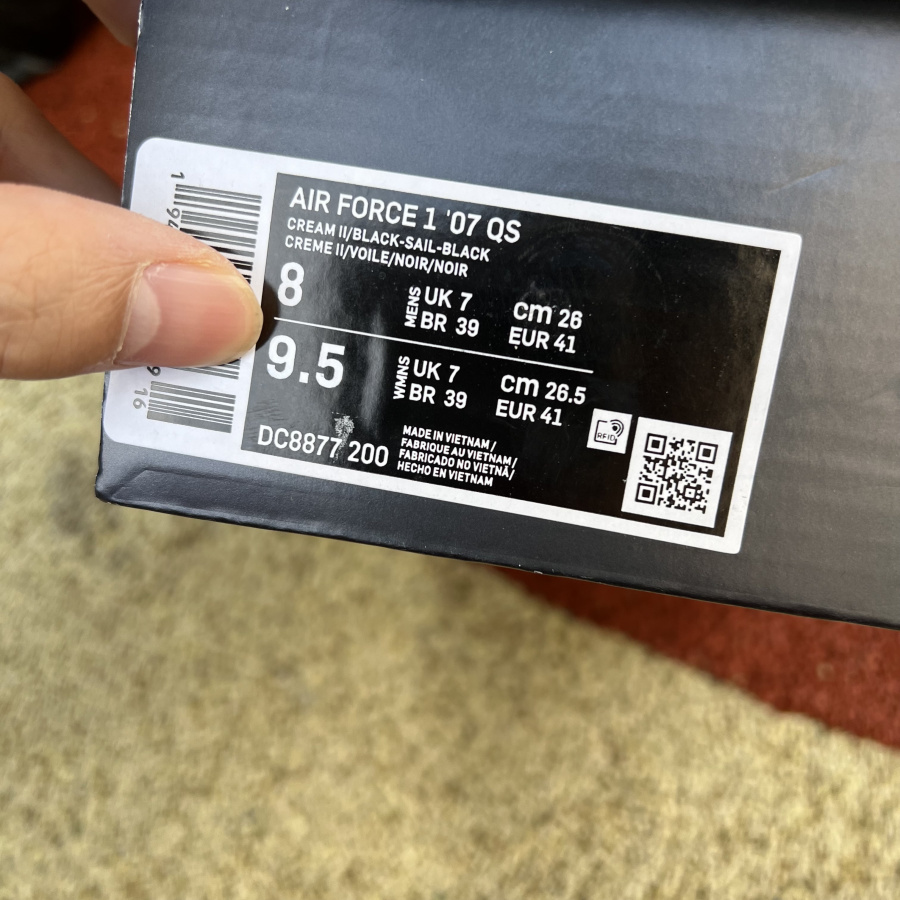 AIR FORCE 1 '07 QS
CREAM II/BLACK-SAIL-BLACK
CREME II/VOILE/NOIR/NOIR
8
MENS
UK 7
BR 39
cm 26
EUR 41
9.5
WMNS
UK 7
BR 39
cm 26.5
EUR 41
DC8877 200
MADE IN VIETNAM/
FABRIQUE AU VIETNAM/
FABRICADO NO VIETNÃ/
HECHO EN VIETNAM
RFID
1
16